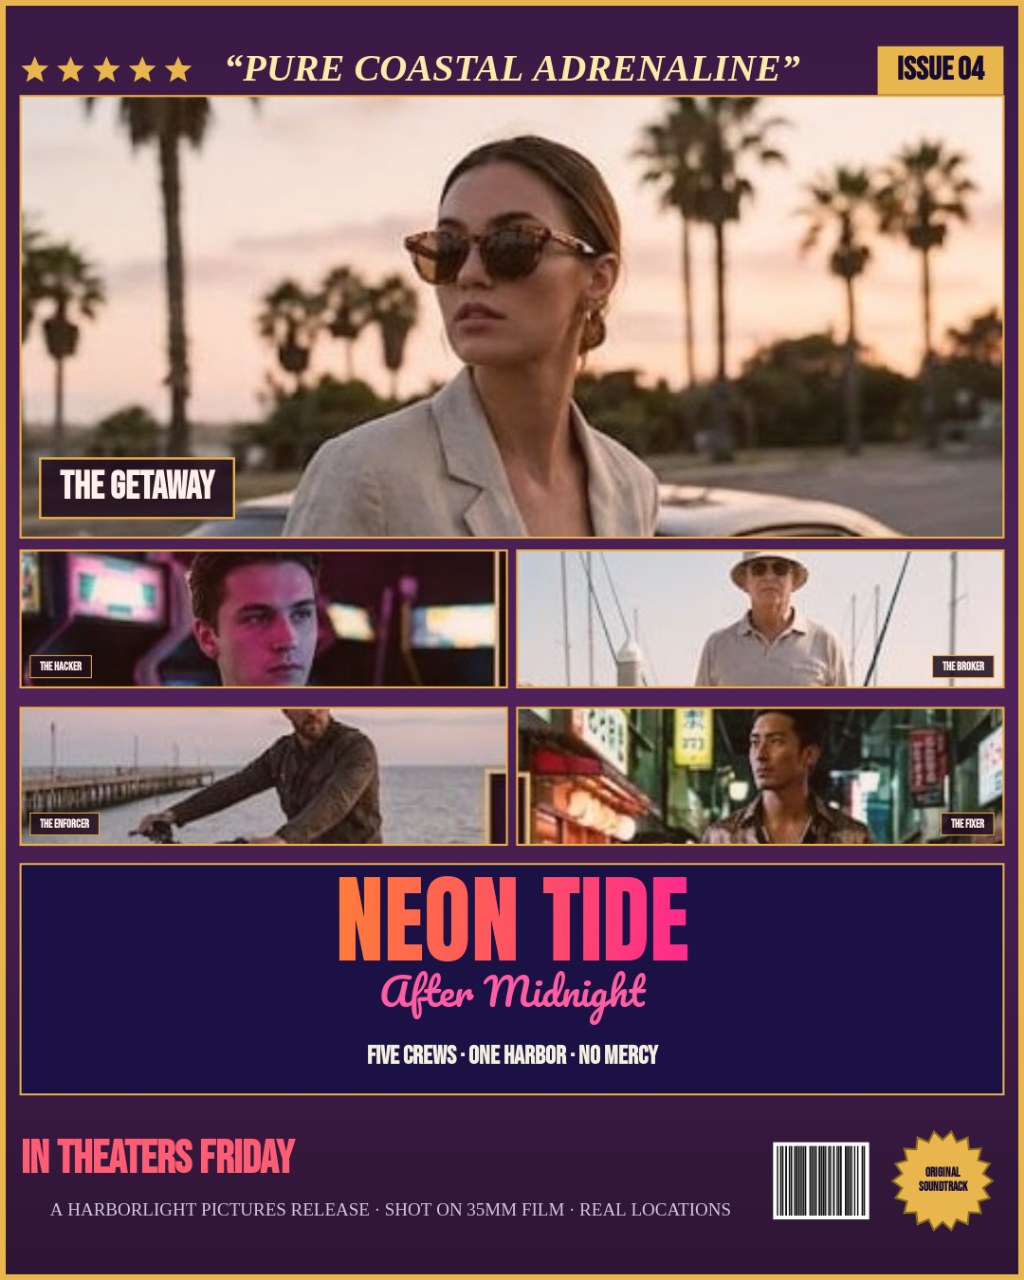 “PURE COASTAL ADRENALINE”
ISSUE 04
THE GETAWAY
THE HACKER
THE BROKER
THE ENFORCER
THE FIXER
NEON TIDE
After Midnight
FIVE CREWS · ONE HARBOR · NO MERCY
IN THEATERS FRIDAY
A HARBORLIGHT PICTURES RELEASE · SHOT ON 35MM FILM · REAL LOCATIONS
ORIGINAL
SOUNDTRACK